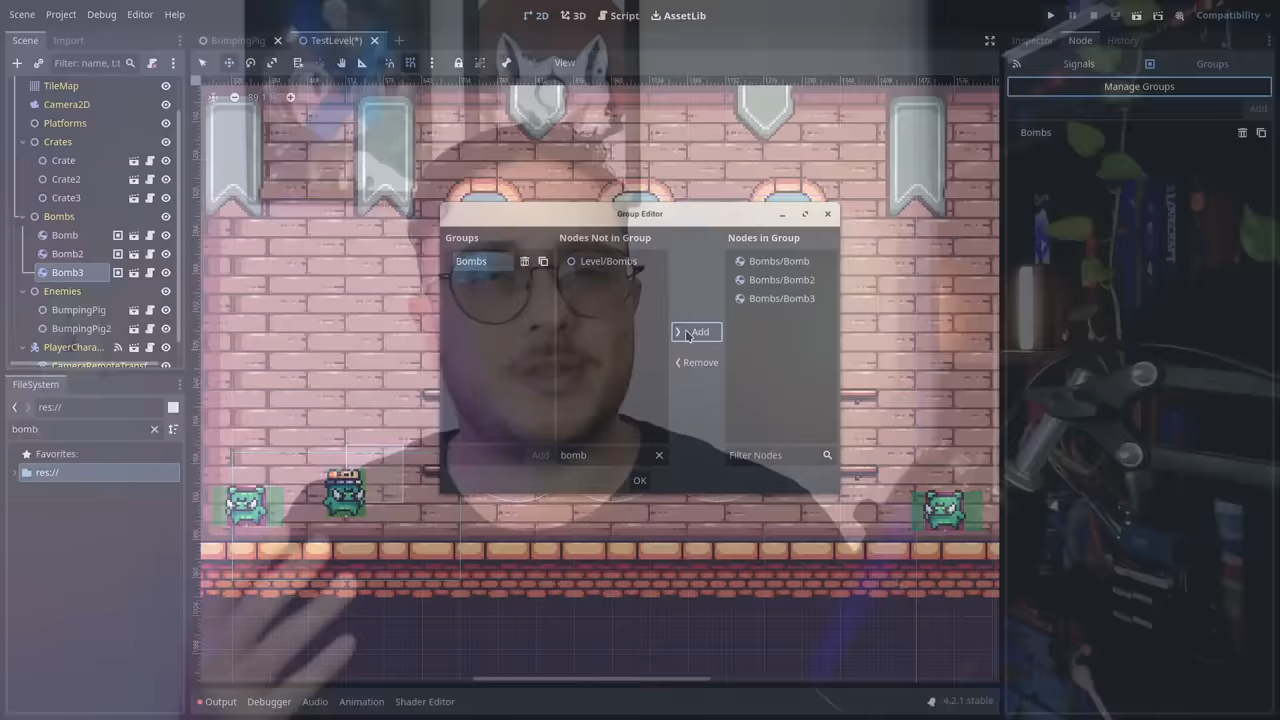 Scene Project Debug Editor Help
2D 3D Script AssetLib
Compatibility
Scene Import
BumpingPig
TestLevel(*)
Inspector Node History
Filter: name, t:t
View
Signals Groups
89.1 %
Manage Groups
Add
Bombs
TileMap
Camera2D
Platforms
Crates
Crate
Crate2
Crate3
Bombs
Bomb
Bomb2
Bomb3
Enemies
BumpingPig
BumpingPig2
PlayerChara...
CameraRemoteTransf
Group Editor
Groups
Nodes Not in Group
Nodes in Group
Bombs
Level/Bombs
Bombs/Bomb
Bombs/Bomb2
Bombs/Bomb3
Add
Remove
Add
bomb
Filter Nodes
OK
FileSystem
res://
bomb
Favorites:
res://
Output Debugger Audio Animation Shader Editor
4.2.1.stable